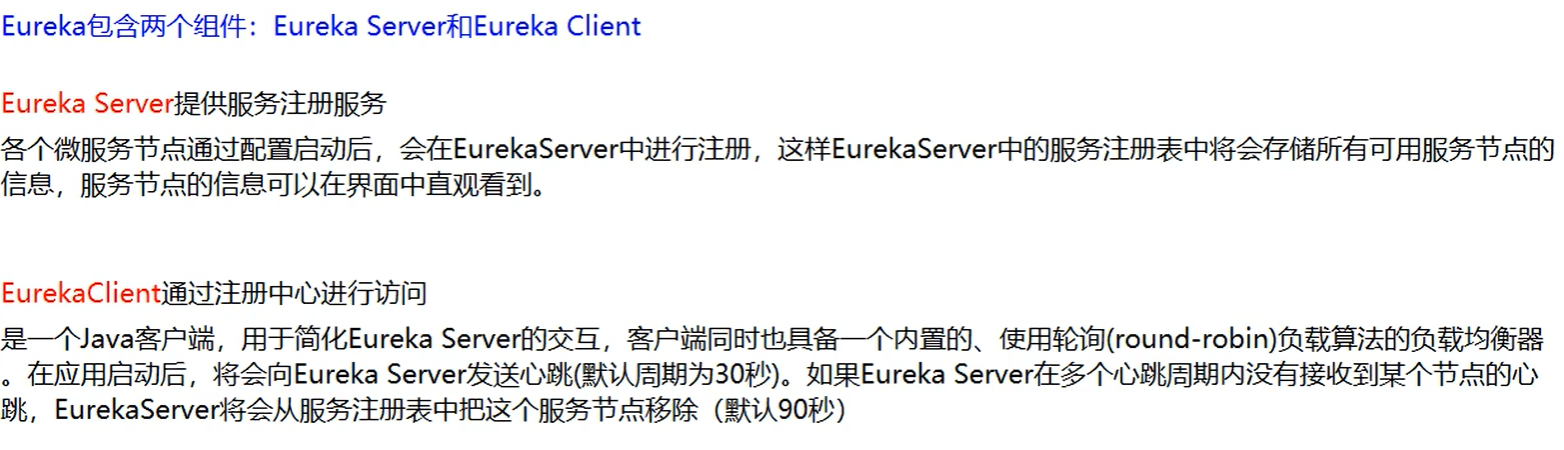 Eureka包含两个组件：Eureka Server和Eureka Client
Eureka Server提供服务注册服务
各个微服务节点通过配置启动后，会在EurekaServer中进行注册，这样EurekaServer中的服务注册表中将会存储所有可用服务节点的
信息，服务节点的信息可以在界面中直观看到。
EurekaClient通过注册中心进行访问
是一个Java客户端，用于简化Eureka Server的交互，客户端同时也具备一个内置的、使用轮询(round-robin)负载算法的负载均衡器
。在应用启动后，将会向Eureka Server发送心跳(默认周期为30秒)。如果Eureka Server在多个心跳周期内没有接收到某个节点的心
跳，EurekaServer将会从服务注册表中把这个服务节点移除（默认90秒）